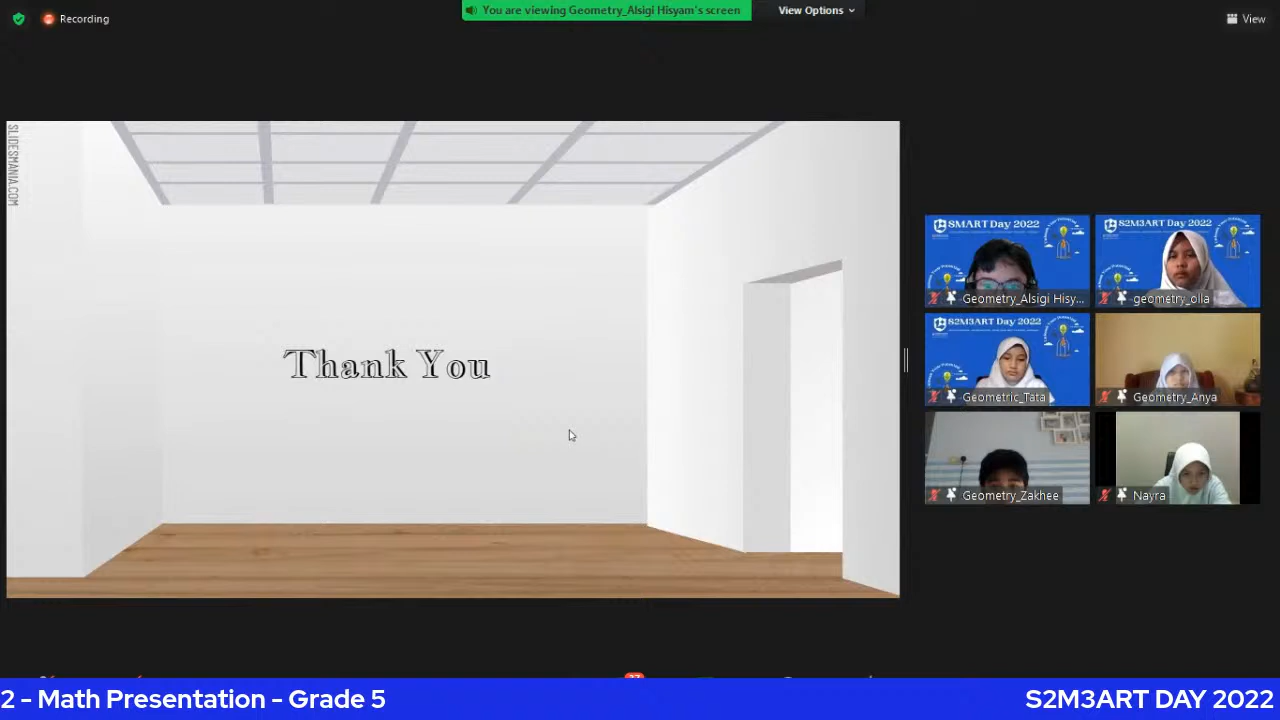 Recording
You are viewing Geometry_Alsigi Hisyam's screen
View Options
View
SLIDESMANIA.COM
Thank You
SMART Day 2022
Geometry_Alsigi Hisy...
S2M3ART Day 2022
geometry_olla
S2M3ART Day 2022
Geometric_Tata
Geometry_Anya
Geometry_Zakhee
Nayra
2 - Math Presentation - Grade 5
S2M3ART DAY 2022